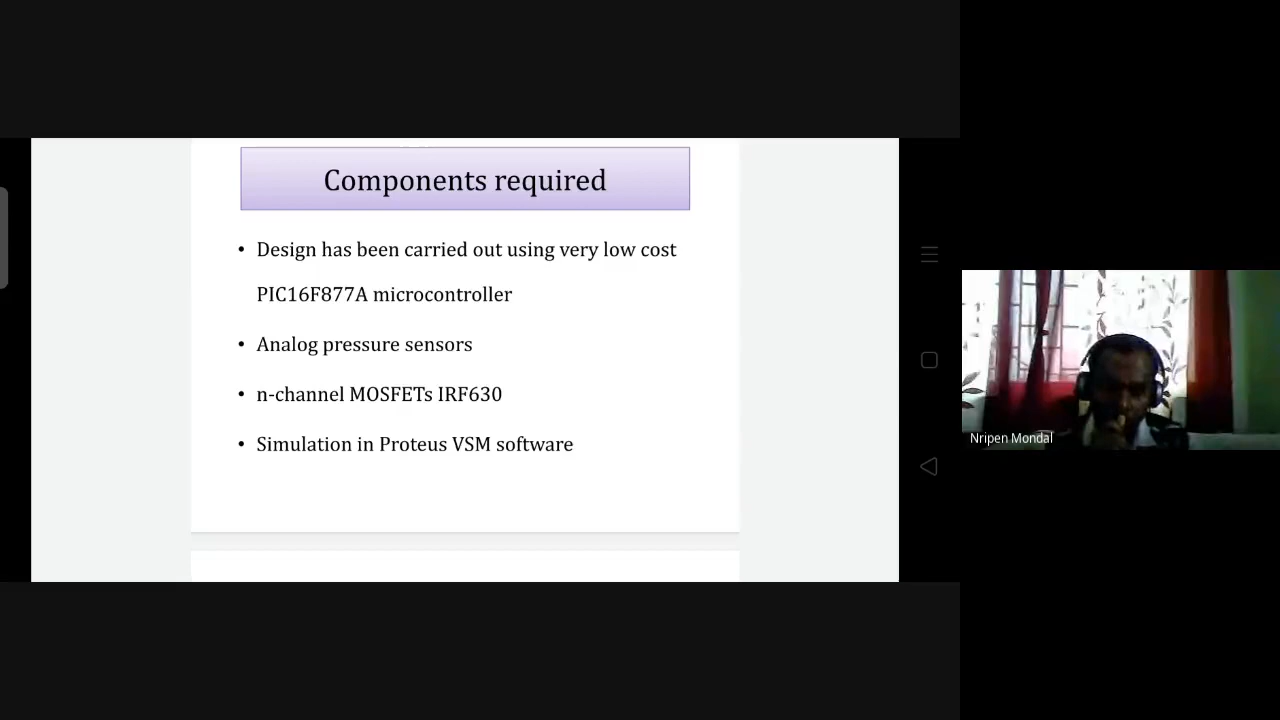 Components required
• Design has been carried out using very low cost
PIC16F877A microcontroller
• Analog pressure sensors
• n-channel MOSFETs IRF630
• Simulation in Proteus VSM software
Nripen Mondal